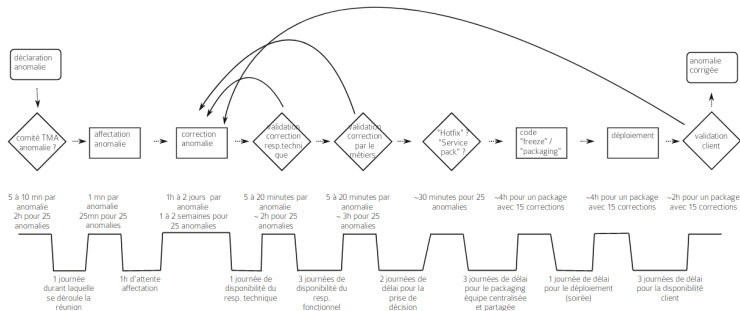 déclaration
anomalie
anomalie
corrigée
comité TMA
anomalie ?
affectation
anomalie
correction
anomalie
validation
correction
resp.techni
que
validation
correction
par le
métiers
"Hotfix" ?
"Service
pack" ?
code
"freeze" /
"packaging"
déploiement
validation
client
5 à 10 mn par
anomalie
2h pour 25
anomalies
1 mn par
anomalie
25mn pour 25
anomalies
1h à 2 jours par
anomalie
1 à 2 semaines pour
25 anomalies
5 à 20 minutes par
anomalie
~ 2h pour 25
anomalies
5 à 20 minutes par
anomalie
~ 3h pour 25
anomalies
~30 minutes pour 25
anomalies
~4h pour un package
avec 15 corrections
~4h pour un package
avec 15 corrections
~2h pour un package
avec 15 corrections
1 journée
durant laquelle
se déroule la
réunion
1h d'attente
affectation
1 journée de
disponibilité du
resp. technique
3 journées de
disponibilité du
resp.
fonctionnel
2 journées de
délai pour la
prise de
décision
3 journées de délai
pour le packaging
équipe centralisée
et partagée
1 journée de délai
pour le déploiement
(soirée)
3 journées de délai
pour la disponibilité
client